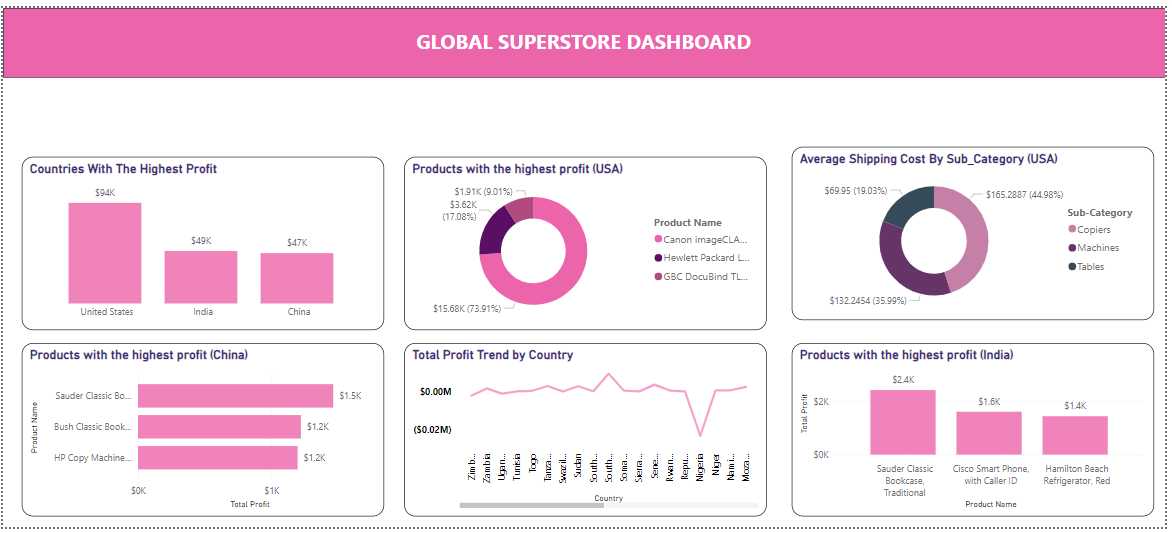 GLOBAL SUPERSTORE DASHBOARD
Countries With The Highest Profit
$94K
$49K
$47K
United States
India
China
Products with the highest profit (USA)
$1.91K (9.01%)
$3.62K
(17.08%)
$15.68K (73.91%)
Product Name
Canon imageCLA...
Hewlett Packard L...
GBC DocuBind TL...
Average Shipping Cost By Sub_Category (USA)
$69.95 (19.03%)
$165.2887 (44.98%)
$132.2454 (35.99%)
Sub-Category
Copiers
Machines
Tables
Products with the highest profit (China)
Product Name
Sauder Classic Bo...
$1.5K
Bush Classic Book...
$1.2K
HP Copy Machine...
$1.2K
$0K
$1K
Total Profit
Total Profit Trend by Country
$0.00M
($0.02M)
Zimb...
Zambia
Ugan...
Tunisia
Togo
Tanza...
Swazil...
Sudan
South...
South...
Soma...
Sierra...
Sene...
Rwan...
Repu...
Nigeria
Niger
Nami...
Moza...
Country
Products with the highest profit (India)
Total Profit
$2K
$0K
$2.4K
$1.6K
$1.4K
Sauder Classic
Bookcase,
Traditional
Cisco Smart Phone,
with Caller ID
Hamilton Beach
Refrigerator, Red
Product Name